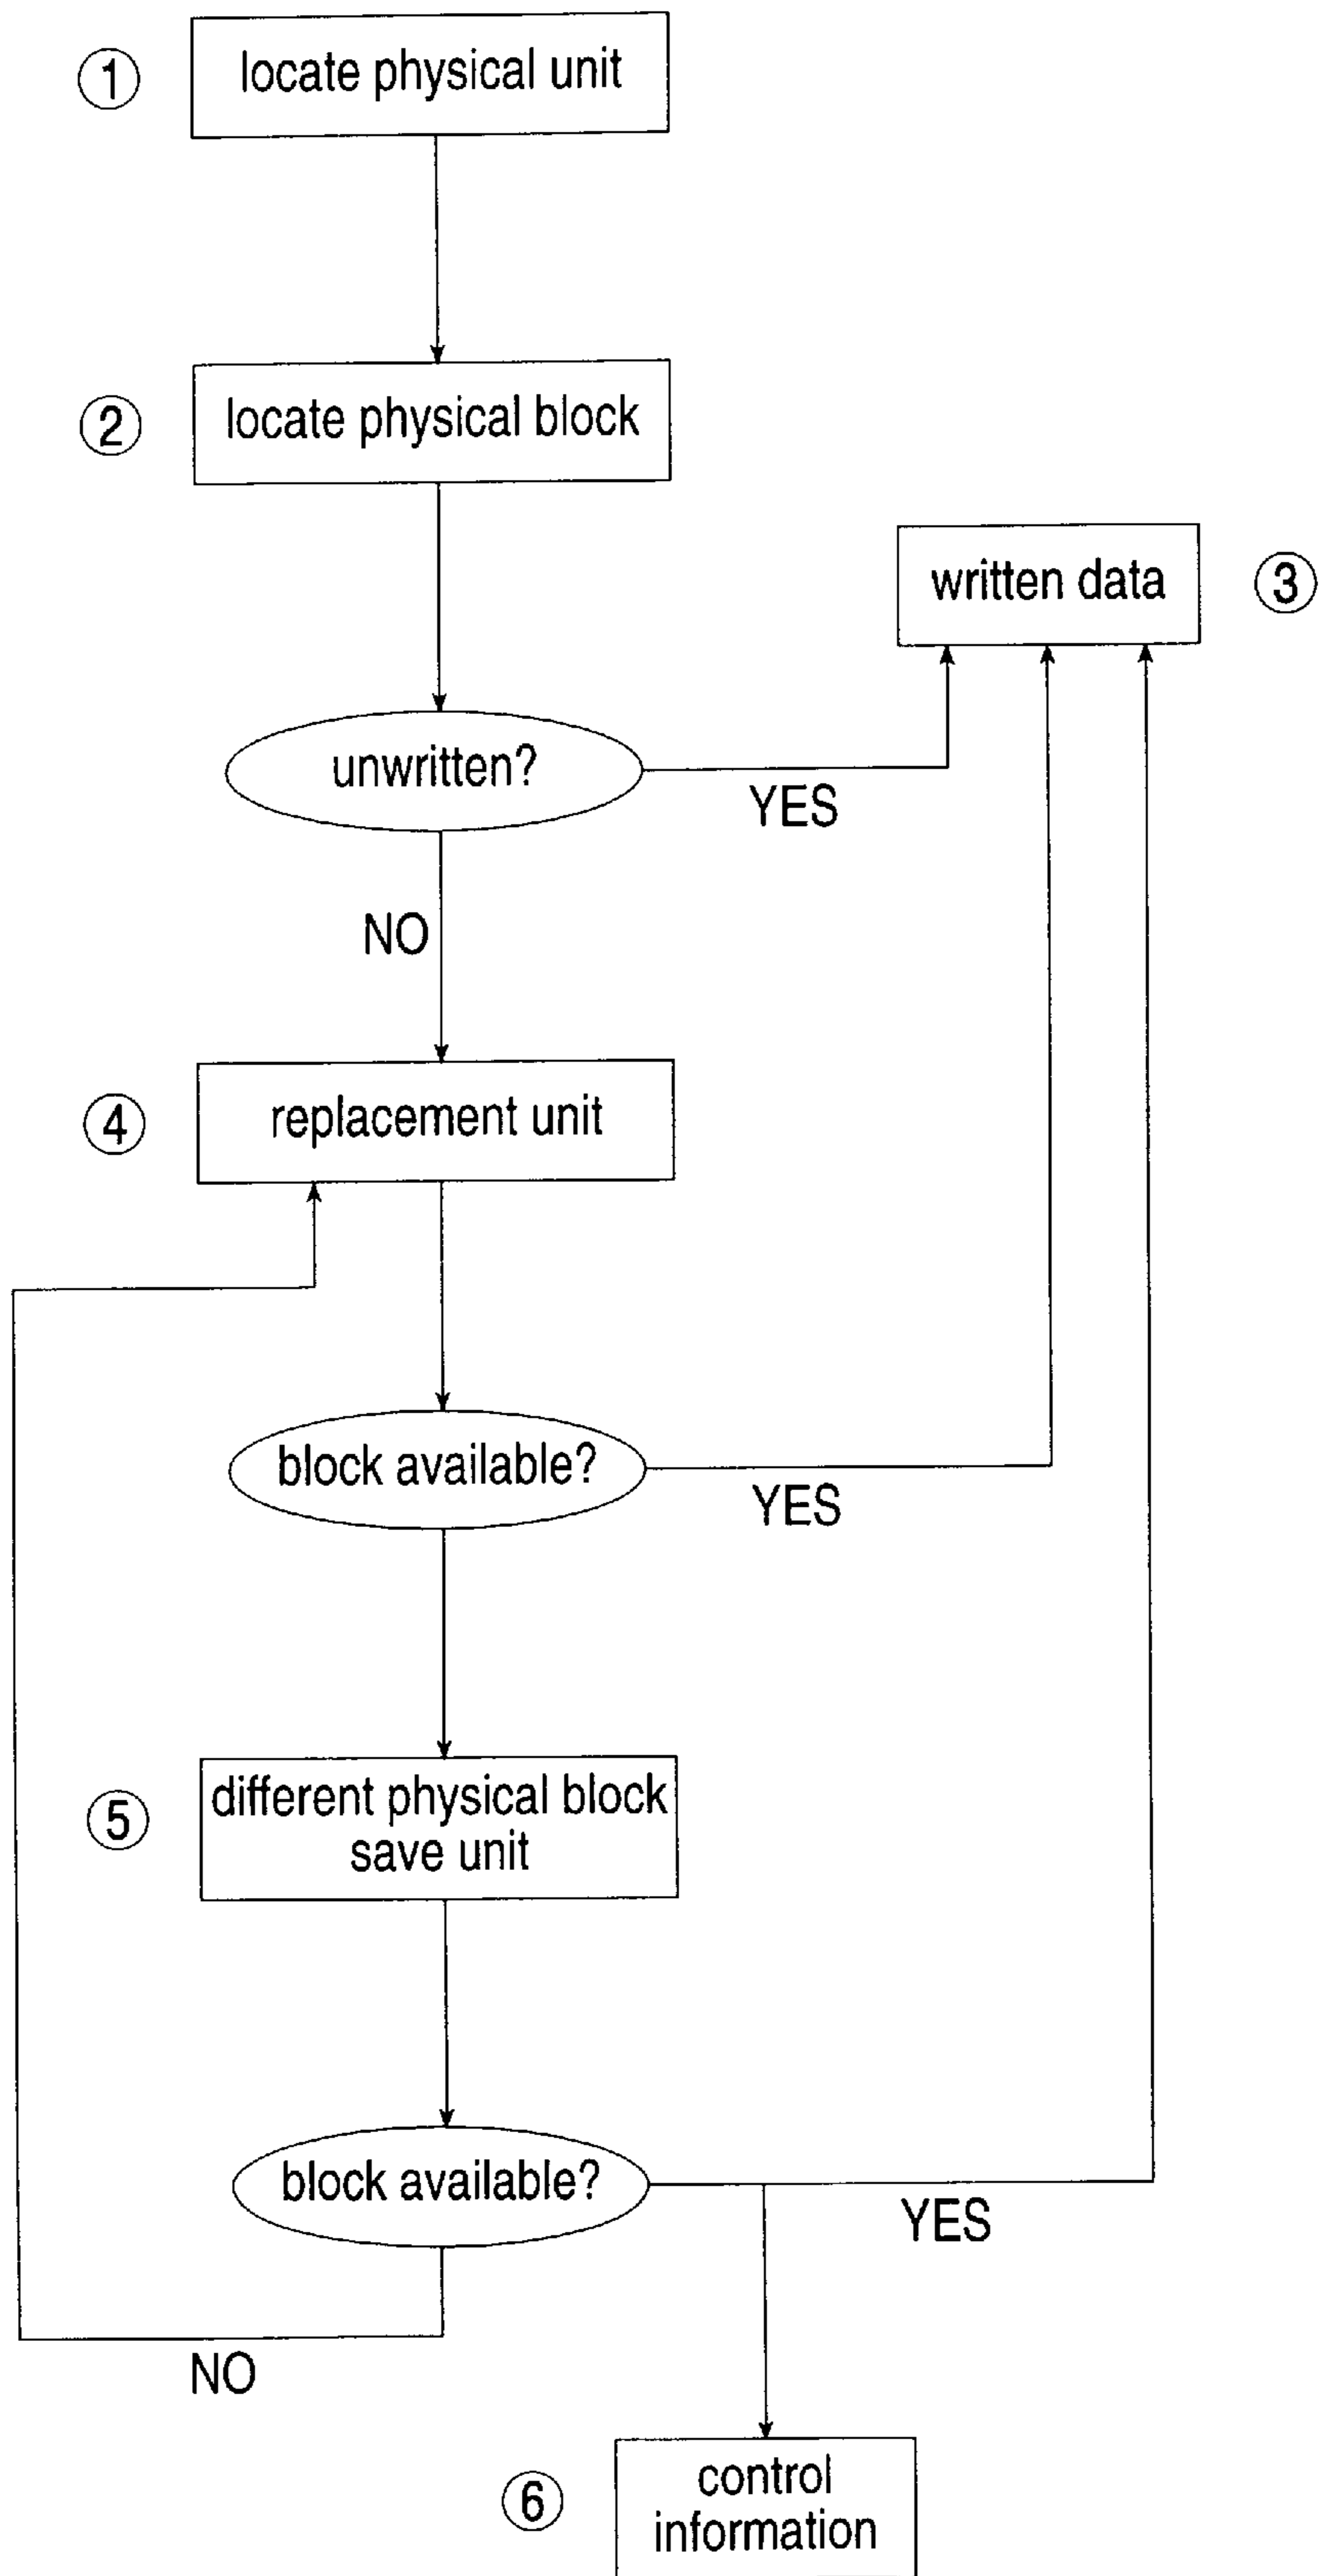 ① locate physical unit
② locate physical block
written data ③
unwritten?
YES
NO
④ replacement unit
block available?
YES
⑤ different physical block
save unit
block available?
YES
NO
⑥ control
information